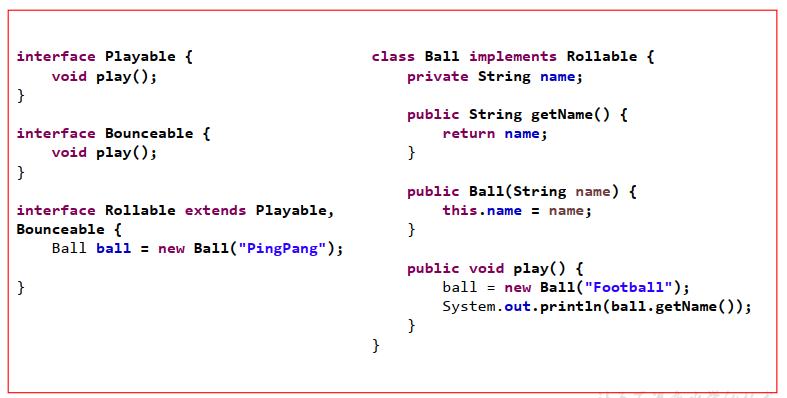 interface Playable {
    void play();
}
interface Bounceable {
    void play();
}
interface Rollable extends Playable,
Bounceable {
    Ball ball = new Ball("PingPang");
}
class Ball implements Rollable {
    private String name;
    public String getName() {
        return name;
    }
    public Ball(String name) {
        this.name = name;
    }
    public void play() {
        ball = new Ball("Football");
        System.out.println(ball.getName());
    }
}